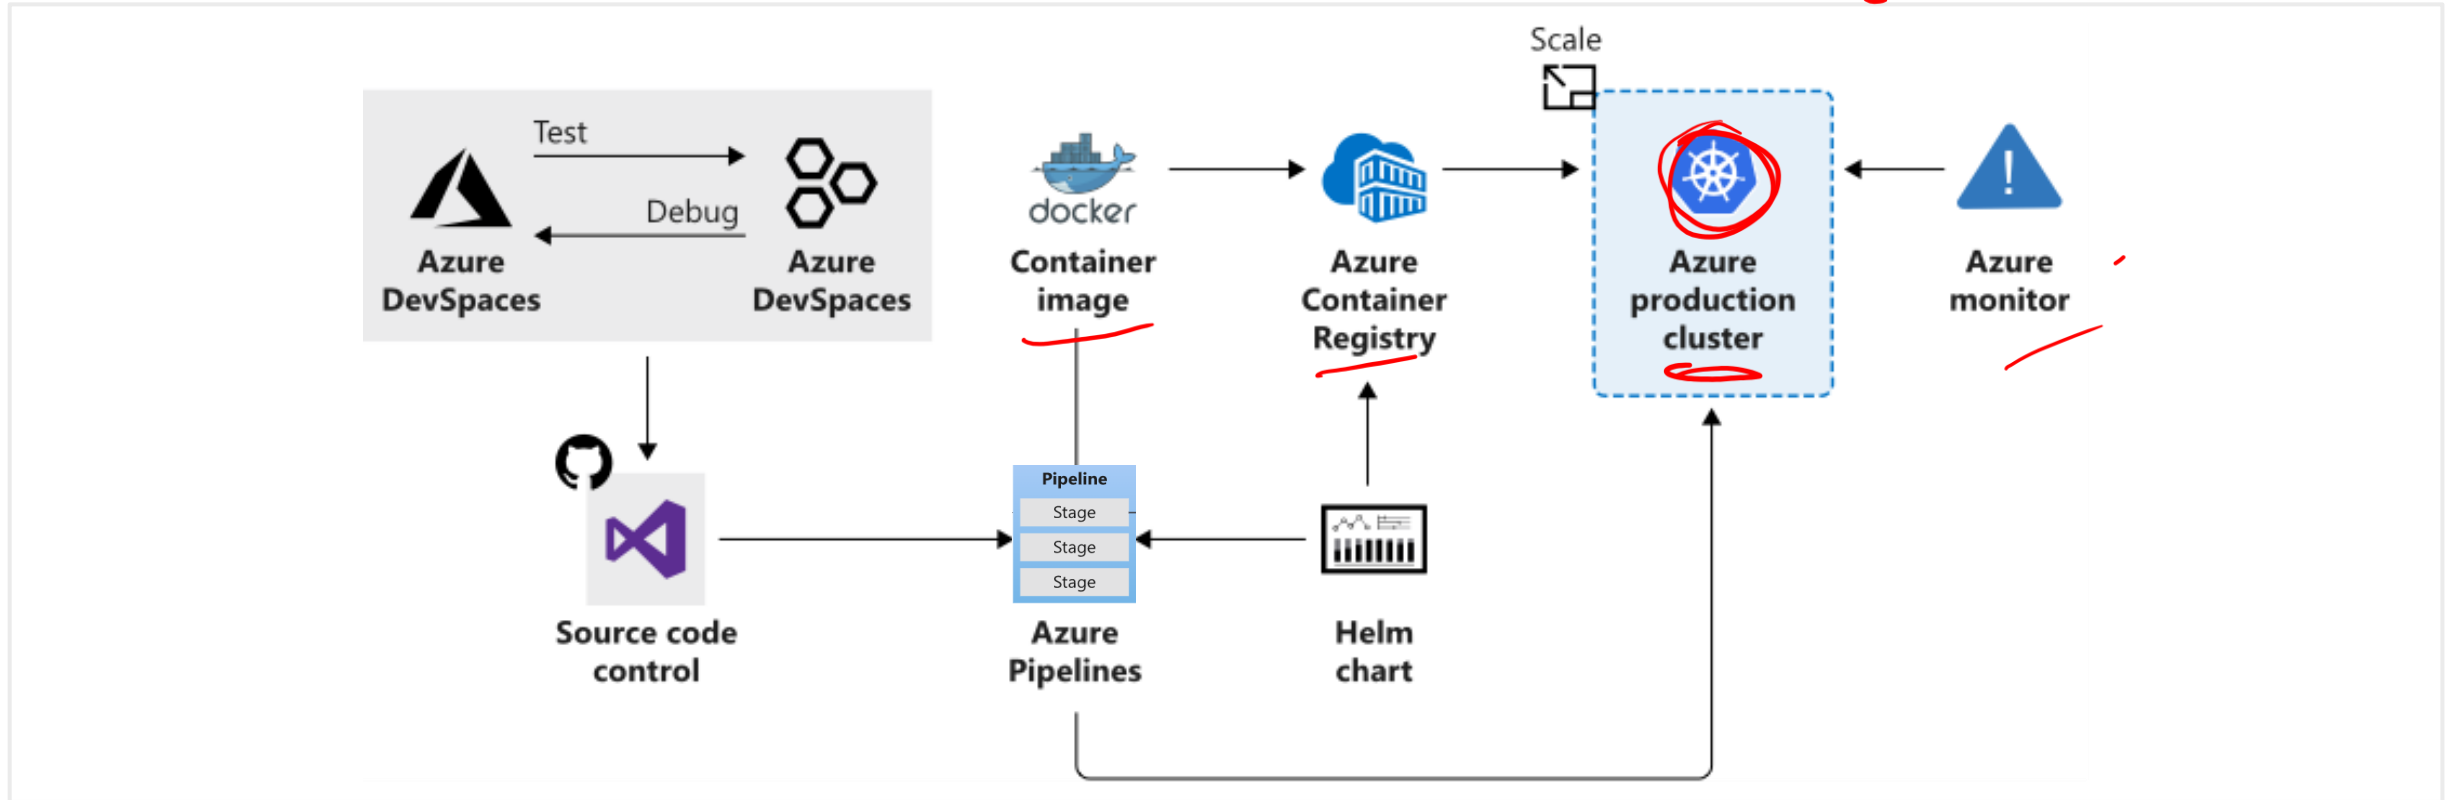 Scale
Test
Debug
Azure
DevSpaces
Azure
DevSpaces
docker
Container
image
Azure
Container
Registry
Azure
production
cluster
Azure
monitor
Pipeline
Stage
Stage
Stage
Source code
control
Azure
Pipelines
Helm
chart